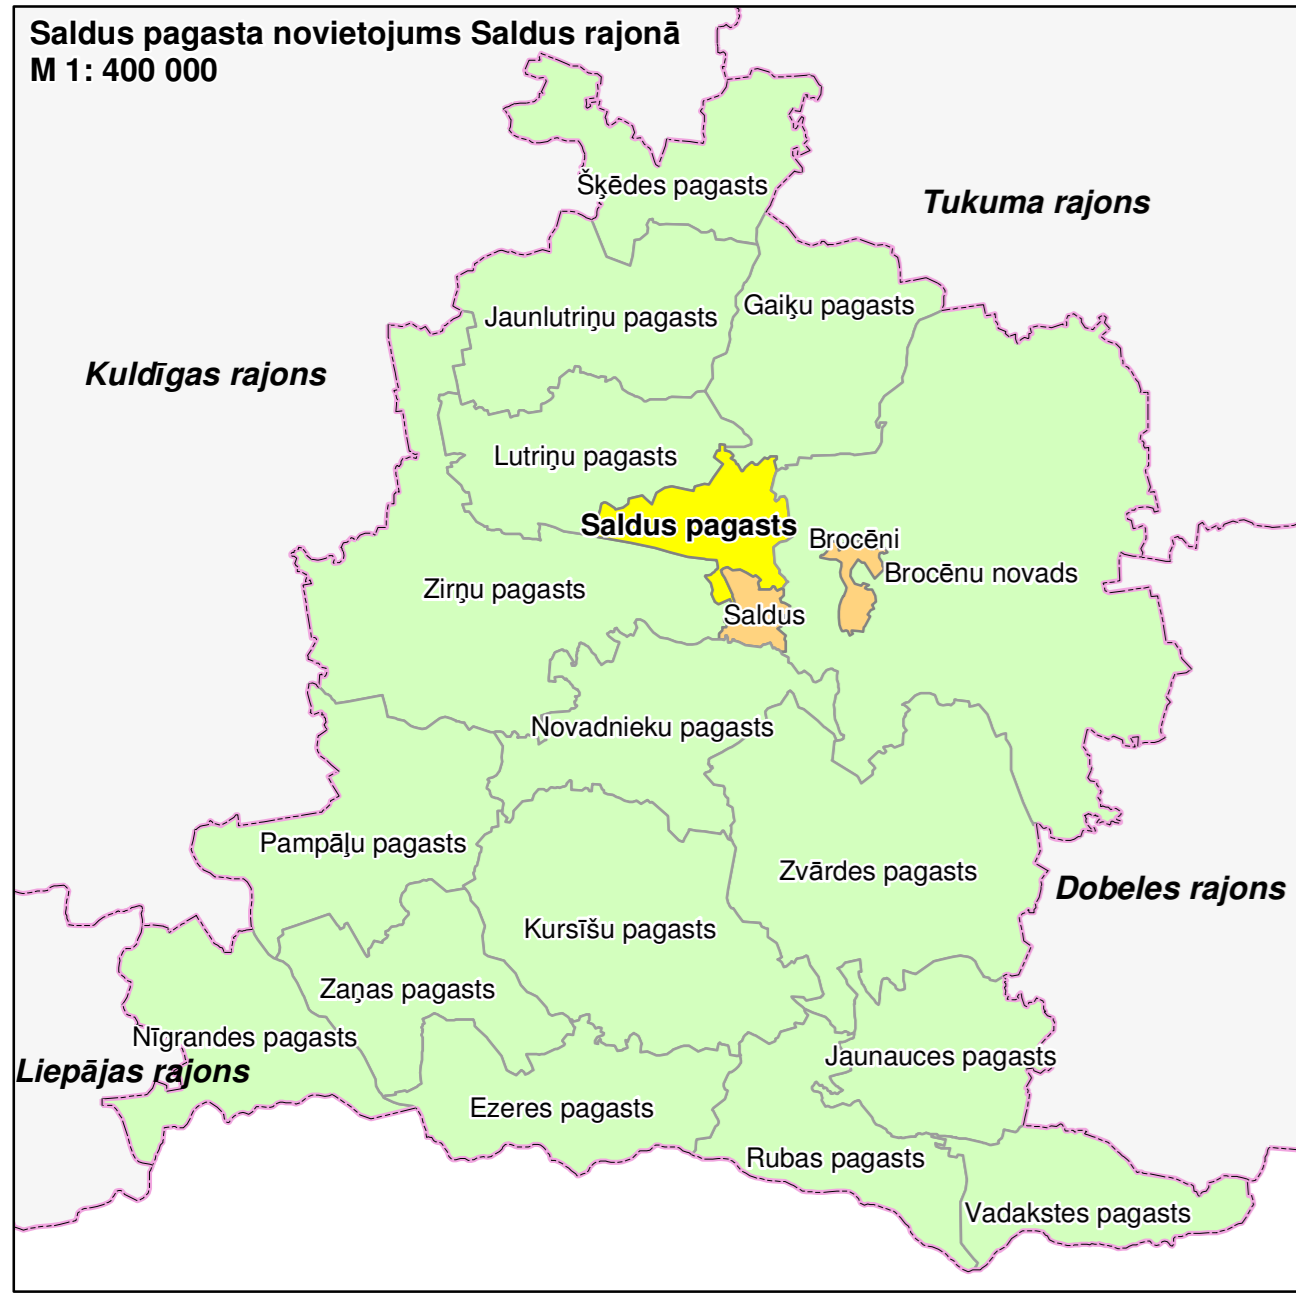 Saldus pagasta novietojums Saldus rajonā
M 1: 400 000
Šķēdes pagasts
Tukuma rajons
Jaunlutriņu pagasts
Gaiķu pagasts
Kuldīgas rajons
Lutriņu pagasts
Saldus pagasts
Brocēni
Brocēnu novads
Zirņu pagasts
Saldus
Novadnieku pagasts
Pampāļu pagasts
Zvārdes pagasts
Dobeles rajons
Kursīšu pagasts
Zaņas pagasts
Nīgrandes pagasts
Jaunauces pagasts
Liepājas rajons
Ezeres pagasts
Rubas pagasts
Vadakstes pagasts